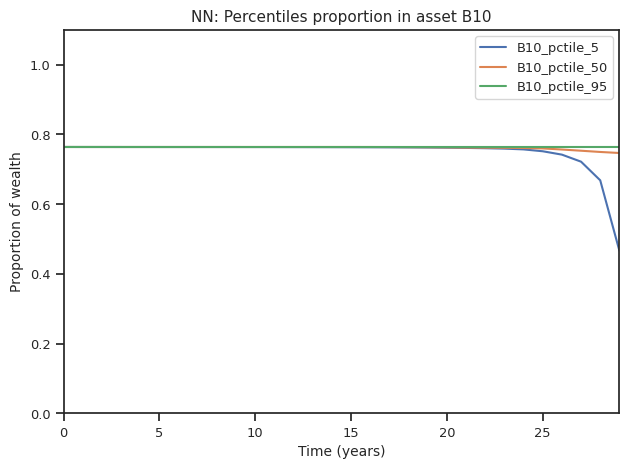 NN: Percentiles proportion in asset B10
B10_pctile_5
B10_pctile_50
B10_pctile_95
Proportion of wealth
1.0
0.8
0.6
0.4
0.2
0.0
0 5 10 15 20 25
Time (years)